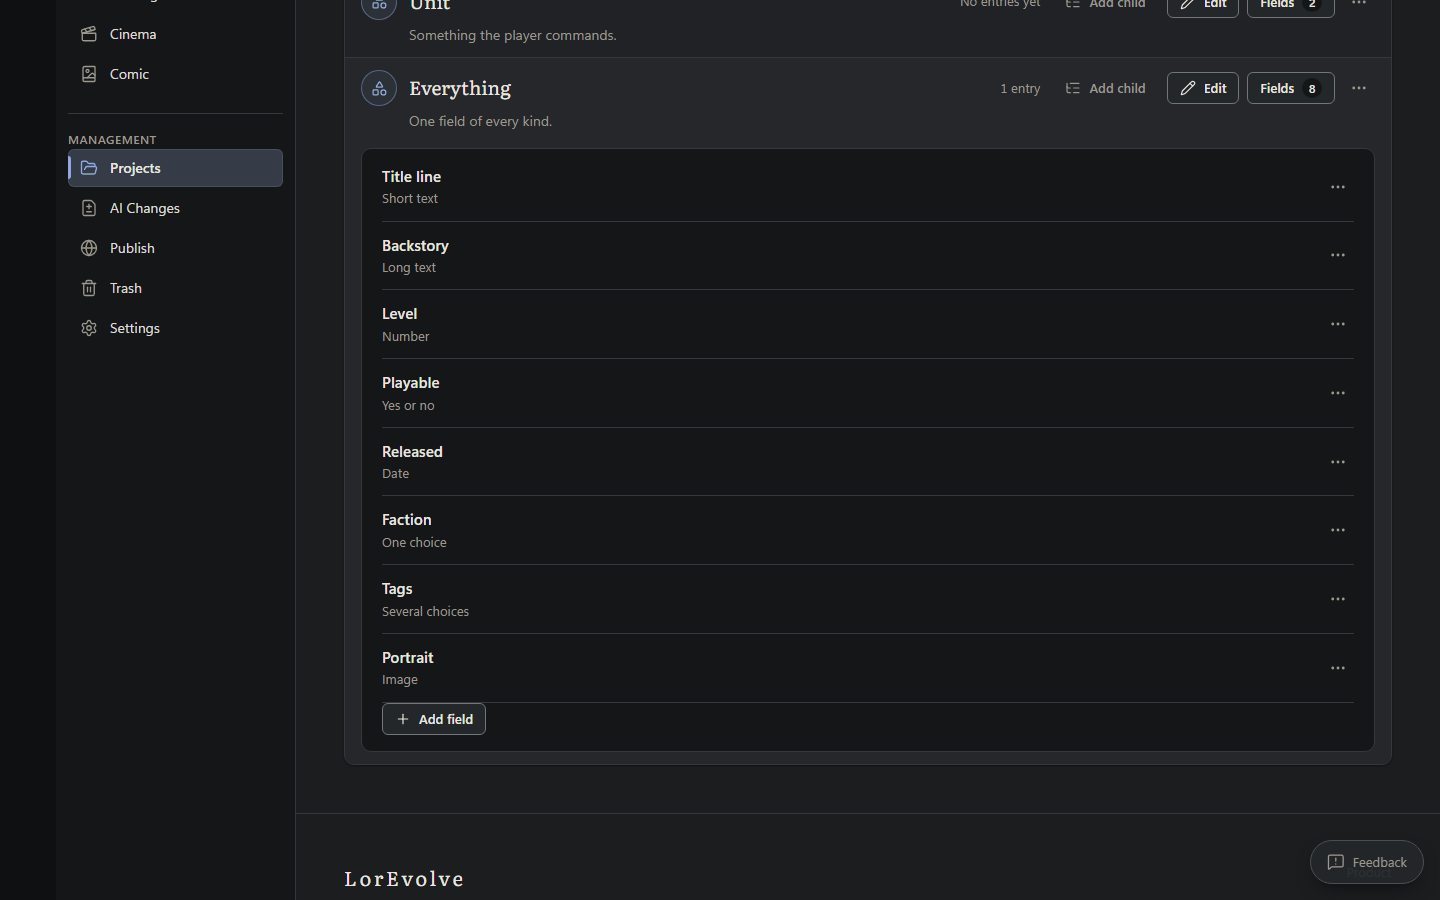 Cinema
Comic
MANAGEMENT
Projects
AI Changes
Publish
Trash
Settings
Unit
No entries yet
Add child
Edit
Fields 2
Something the player commands.
Everything
1 entry
Add child
Edit
Fields 8
One field of every kind.
Title line
Short text
Backstory
Long text
Level
Number
Playable
Yes or no
Released
Date
Faction
One choice
Tags
Several choices
Portrait
Image
Add field
LorEvolve
Feedback
Product